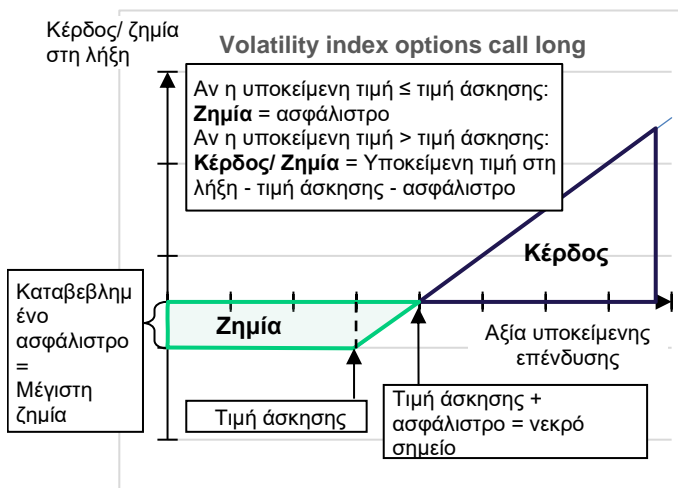 Κέρδος/ ζημία
στη λήξη
Volatility index options call long
Αν η υποκείμενη τιμή ≤ τιμή άσκησης:
Ζημία = ασφάλιστρο
Αν η υποκείμενη τιμή > τιμή άσκησης:
Κέρδος/ Ζημία = Υποκείμενη τιμή στη
λήξη - τιμή άσκησης - ασφάλιστρο
Κέρδος
Καταβεβλημ
ένο
ασφάλιστρο
=
Μέγιστη
ζημία
Ζημία
Αξία υποκείμενης
επένδυσης
Τιμή άσκησης
Τιμή άσκησης +
ασφάλιστρο = νεκρό
σημείο